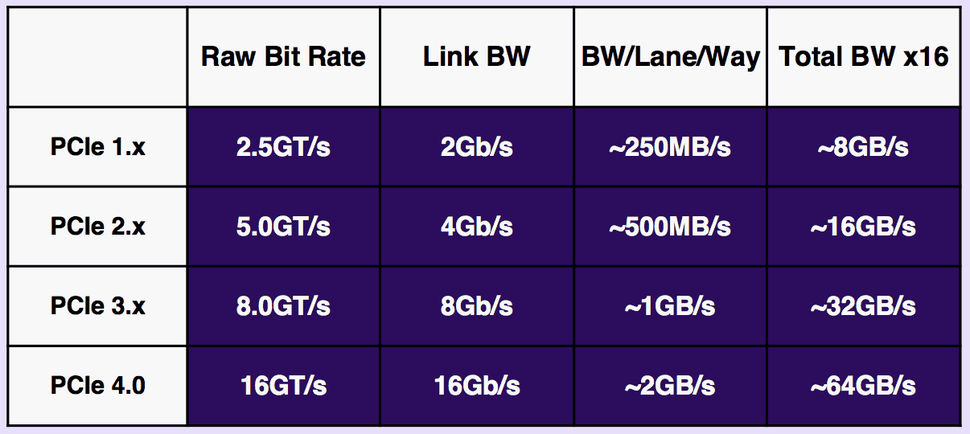 Raw Bit Rate Link BW BW/Lane/Way Total BW x16
PCIe 1.x 2.5GT/s 2Gb/s ~250MB/s ~8GB/s
PCIe 2.x 5.0GT/s 4Gb/s ~500MB/s ~16GB/s
PCIe 3.x 8.0GT/s 8Gb/s ~1GB/s ~32GB/s
PCIe 4.0 16GT/s 16Gb/s ~2GB/s ~64GB/s